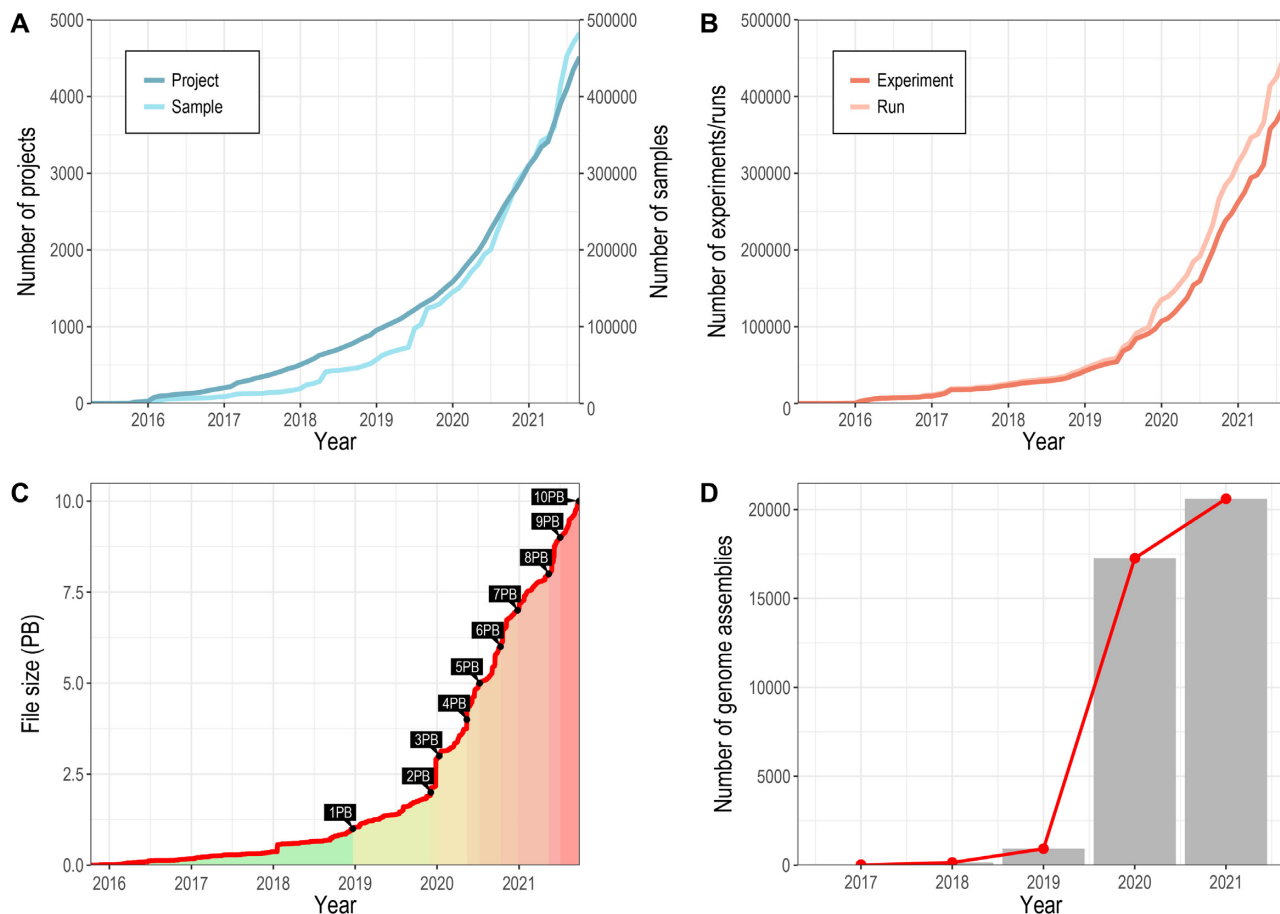 A
Number of projects
5000
4000
3000
2000
1000
0
Project
Sample
500000
400000
300000
200000
100000
0
Number of samples
2016 2017 2018 2019 2020 2021
Year
B
Number of experiments/runs
500000
400000
300000
200000
100000
0
Experiment
Run
2016 2017 2018 2019 2020 2021
Year
C
File size (PB)
10.0
7.5
5.0
2.5
0.0
10PB
9PB
8PB
7PB
6PB
5PB
4PB
3PB
2PB
1PB
2016 2017 2018 2019 2020 2021
Year
D
Number of genome assemblies
20000
15000
10000
5000
0
2017 2018 2019 2020 2021
Year